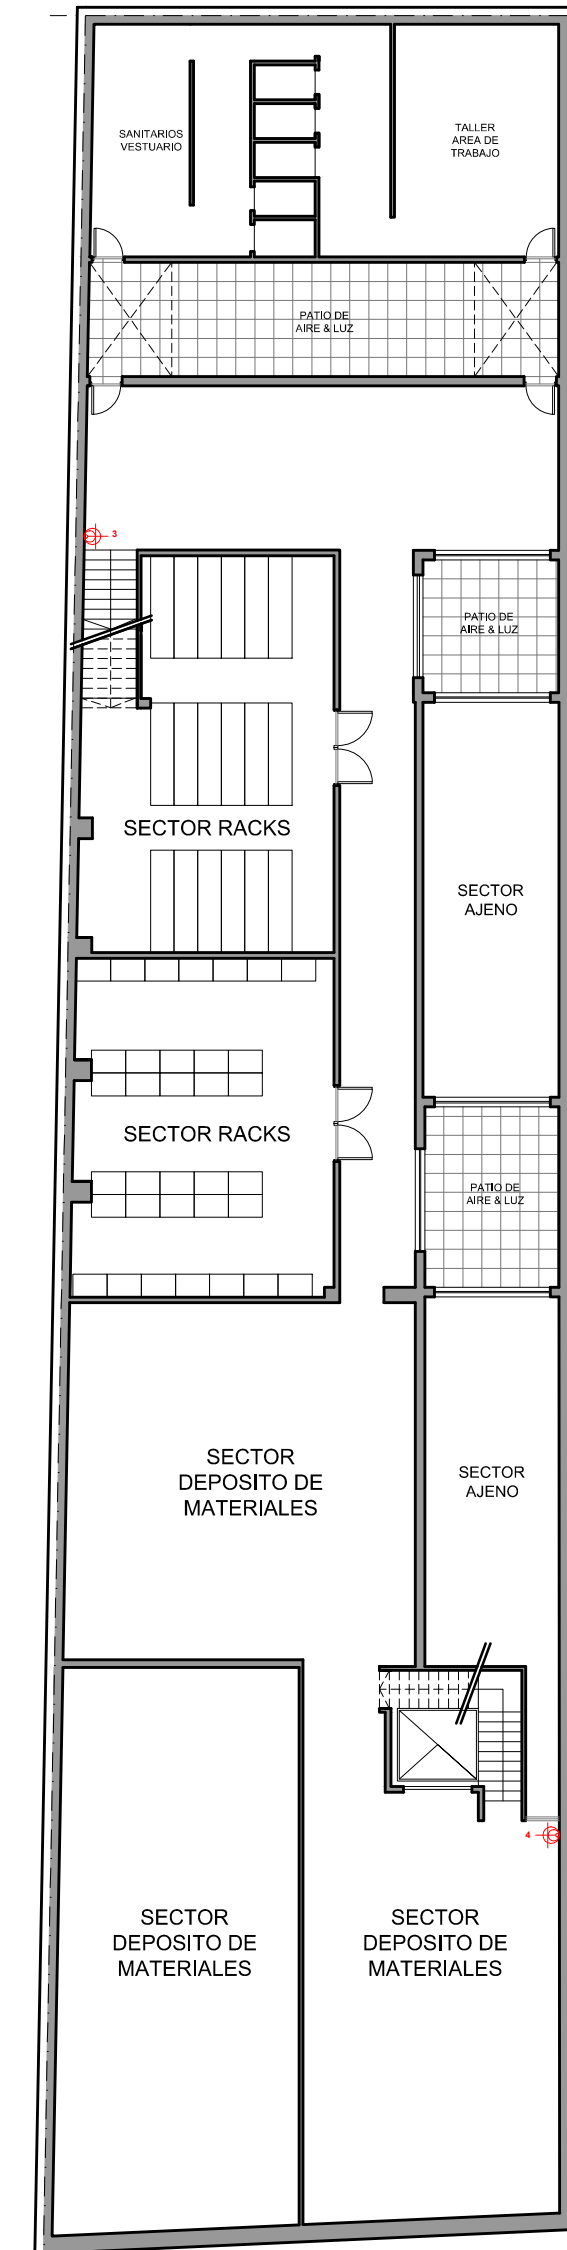 SANITARIOS
VESTUARIO
TALLER
AREA DE
TRABAJO
PATIO DE
AIRE & LUZ
3
PATIO DE
AIRE & LUZ
SECTOR RACKS
SECTOR
AJENO
SECTOR RACKS
PATIO DE
AIRE & LUZ
SECTOR
DEPOSITO DE
MATERIALES
SECTOR
AJENO
4
SECTOR
DEPOSITO DE
MATERIALES
SECTOR
DEPOSITO DE
MATERIALES